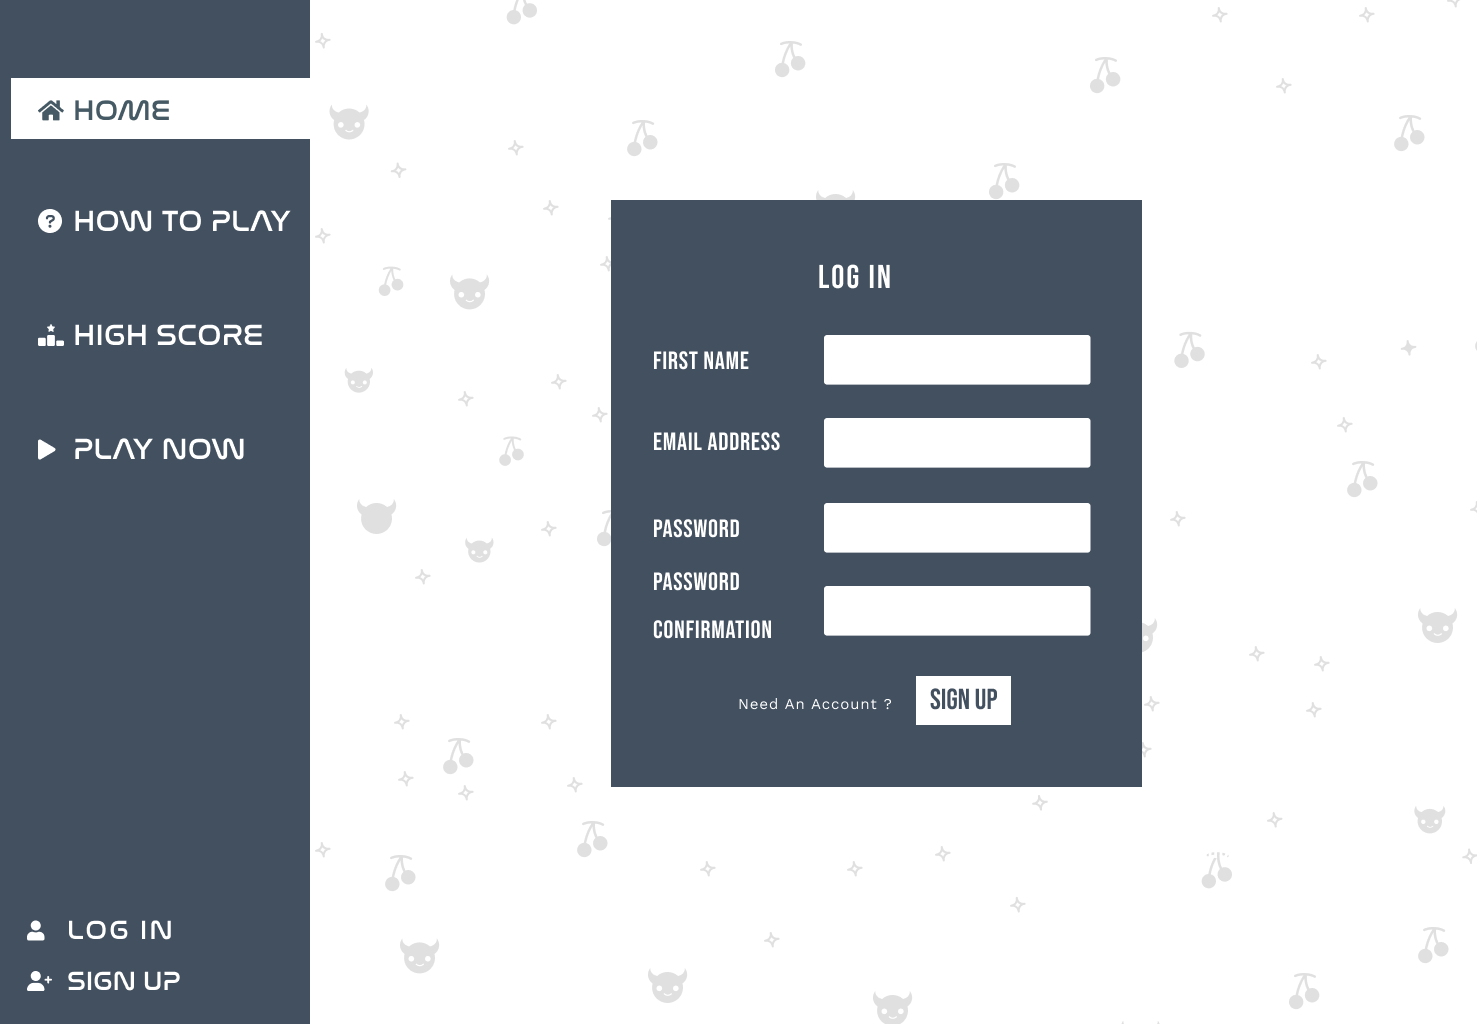 HOME
HOW TO PLAY
HIGH SCORE
PLAY NOW
LOG IN
SIGN UP
LOG IN
FIRST NAME
EMAIL ADDRESS
PASSWORD
PASSWORD
CONFIRMATION
Need An Account ?
SIGN UP